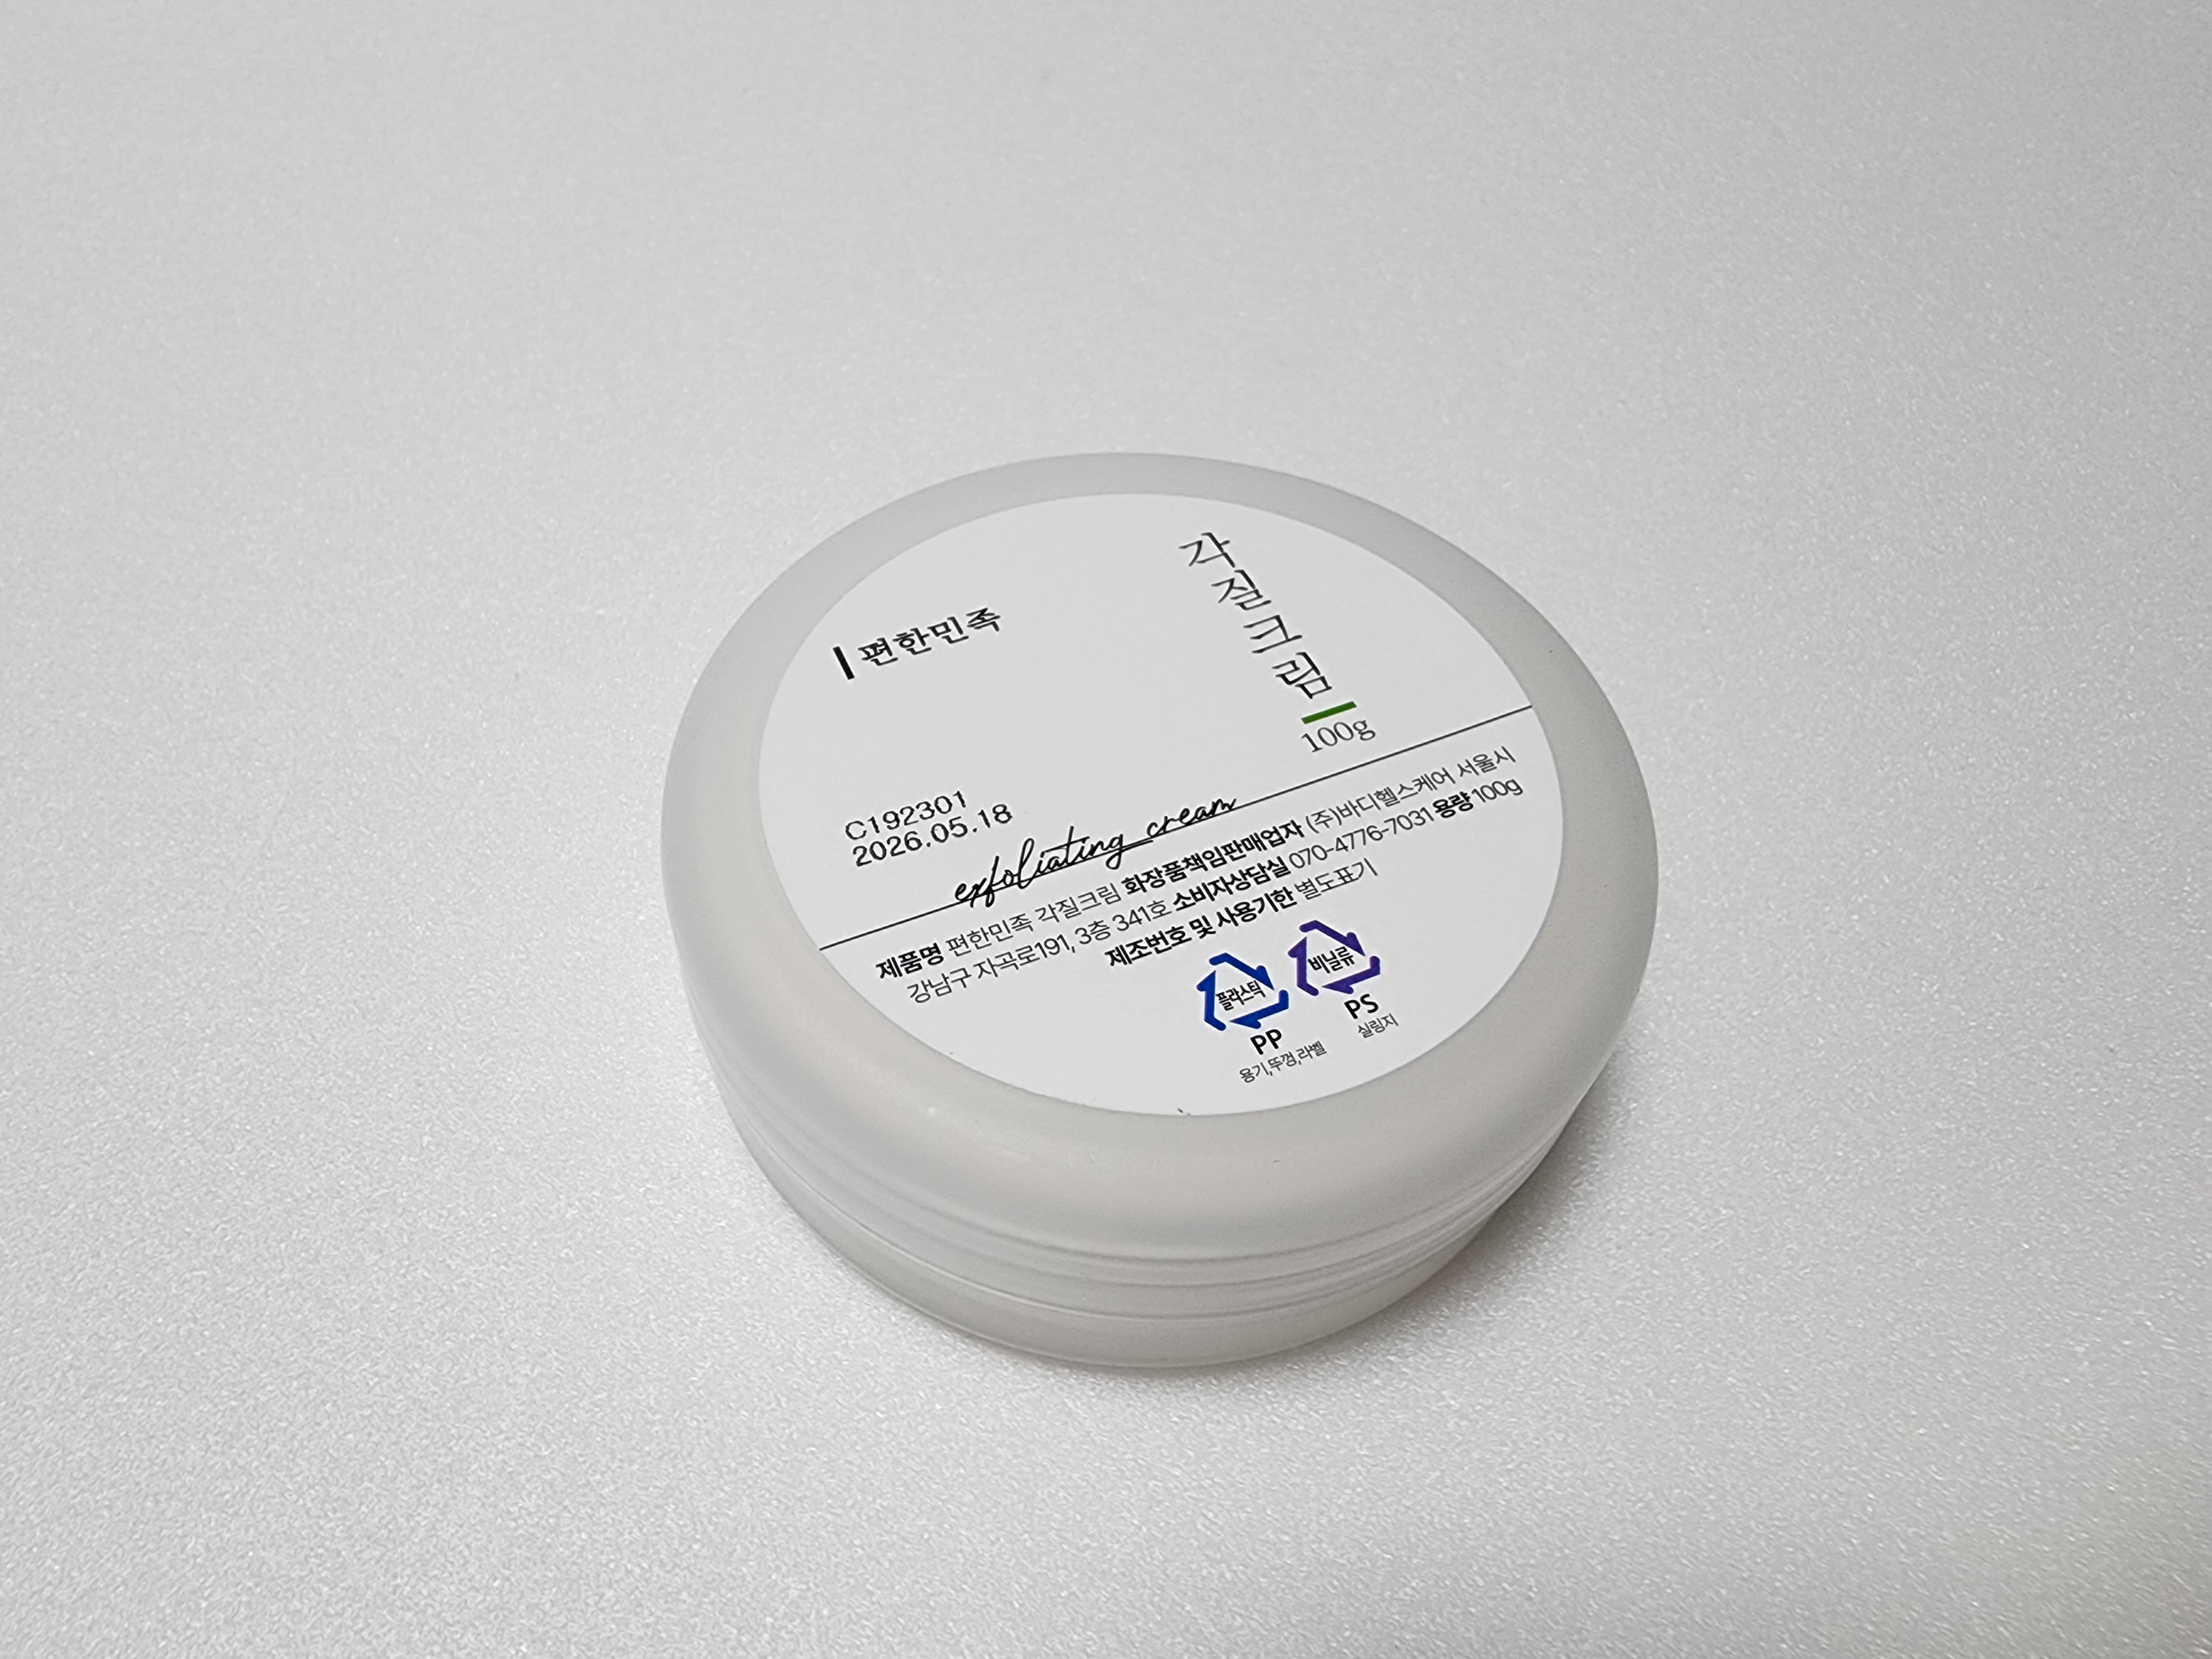 편한민족
각질크림
100g
C192301
2026.05.18
exfoliating cream
제품명 편한민족 각질크림 화장품책임판매업자 (주)바디헬스케어 서울시
강남구 자곡로191, 3층 341호 소비자상담실 070-4776-7031 용량 100g
제조번호 및 사용기한 별도표기
플라스틱
PP
용기,뚜껑,라벨
비닐류
PS
실링지